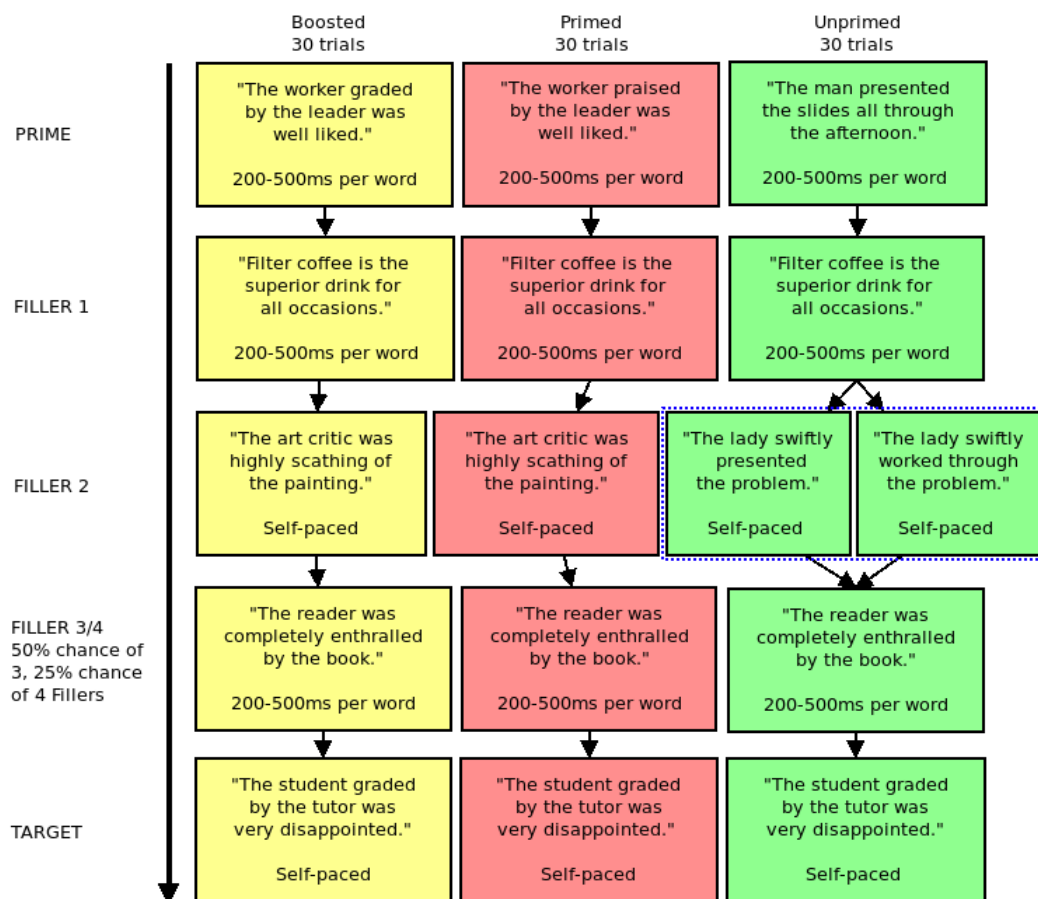 Boosted
30 trials
Primed
30 trials
Unprimed
30 trials
PRIME
"The worker graded
by the leader was
well liked."
200-500ms per word
"The worker praised
by the leader was
well liked."
200-500ms per word
"The man presented
the slides all through
the afternoon."
200-500ms per word
FILLER 1
"Filter coffee is the
superior drink for
all occasions."
200-500ms per word
"Filter coffee is the
superior drink for
all occasions."
200-500ms per word
"Filter coffee is the
superior drink for
all occasions."
200-500ms per word
FILLER 2
"The art critic was
highly scathing of
the painting."
Self-paced
"The art critic was
highly scathing of
the painting."
Self-paced
"The lady swiftly
presented
the problem."
Self-paced
"The lady swiftly
worked through
the problem."
Self-paced
FILLER 3/4
50% chance of
3, 25% chance
of 4 Fillers
"The reader was
completely enthralled
by the book."
200-500ms per word
"The reader was
completely enthralled
by the book."
200-500ms per word
"The reader was
completely enthralled
by the book."
200-500ms per word
TARGET
"The student graded
by the tutor was
very disappointed."
Self-paced
"The student graded
by the tutor was
very disappointed."
Self-paced
"The student graded
by the tutor was
very disappointed."
Self-paced